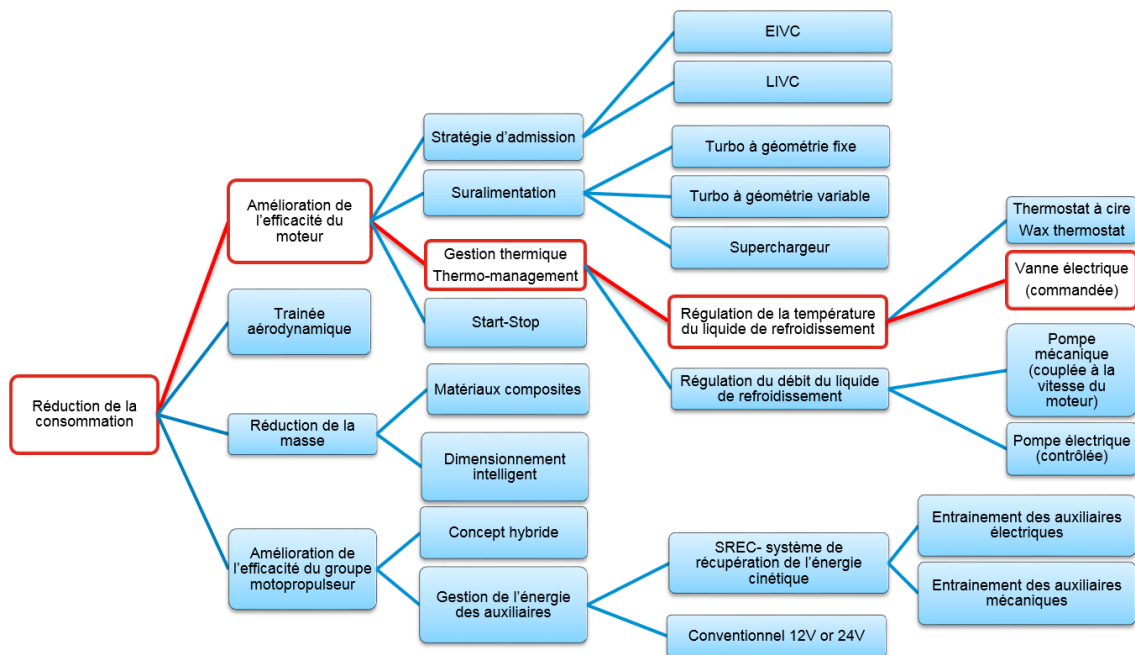 Réduction de la
consommation
Amélioration de
l'efficacité du
moteur
Trainée
aérodynamique
Réduction de la
masse
Amélioration de
l'efficacité du groupe
motopropulseur
Stratégie d'admission
Suralimentation
Gestion thermique
Thermo-management
Start-Stop
Matériaux composites
Dimensionnement
intelligent
Concept hybride
Gestion de l'énergie
des auxiliaires
EIVC
LIVC
Turbo à géométrie fixe
Turbo à géométrie variable
Superchargeur
Régulation de la température
du liquide de refroidissement
Régulation du débit du liquide
de refroidissement
SREC- système de
récupération de l'énergie
cinétique
Conventionnel 12V or 24V
Thermostat à cire
Wax thermostat
Vanne électrique
(commandée)
Pompe
mécanique
(couplée à la
vitesse du
moteur)
Pompe électrique
(contrôlée)
Entrainement des auxiliaires
électriques
Entrainement des auxiliaires
mécaniques